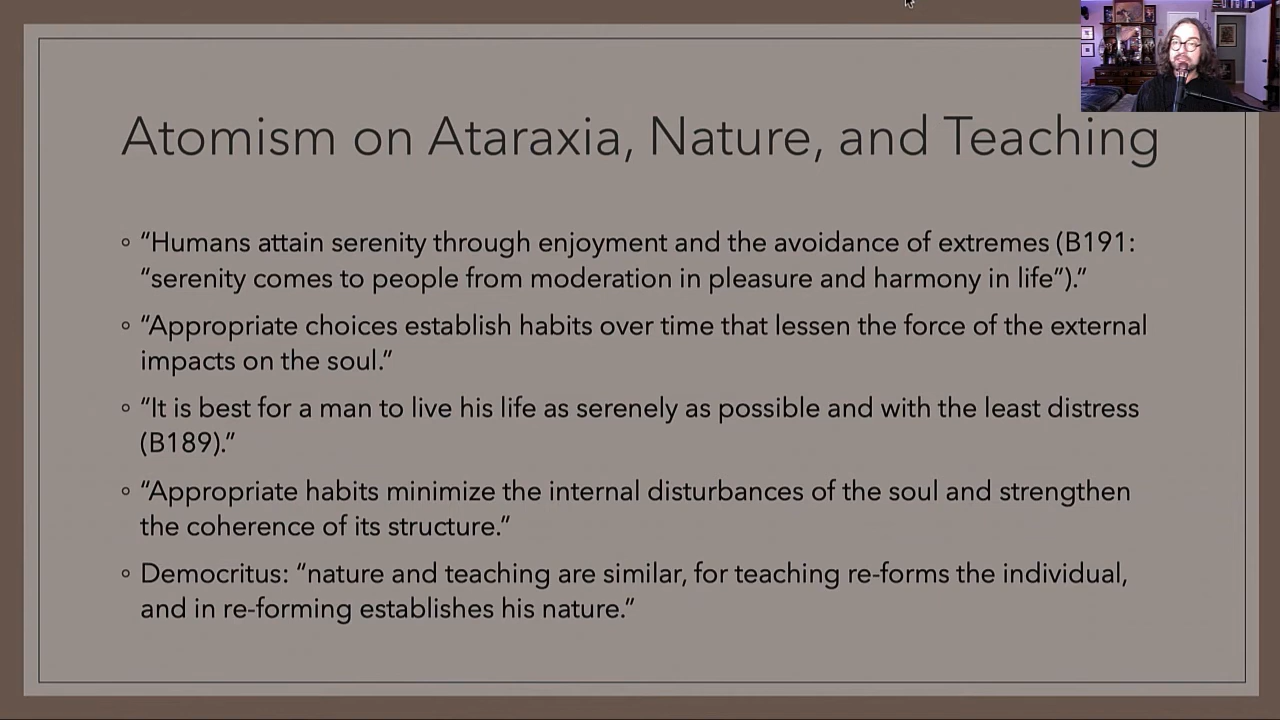 Atomism on Ataraxia, Nature, and Teaching
◦ “Humans attain serenity through enjoyment and the avoidance of extremes (B191:
“serenity comes to people from moderation in pleasure and harmony in life”).”
◦ “Appropriate choices establish habits over time that lessen the force of the external
impacts on the soul.”
◦ “It is best for a man to live his life as serenely as possible and with the least distress
(B189).”
◦ “Appropriate habits minimize the internal disturbances of the soul and strengthen
the coherence of its structure.”
◦ Democritus: “nature and teaching are similar, for teaching re-forms the individual,
and in re-forming establishes his nature.”